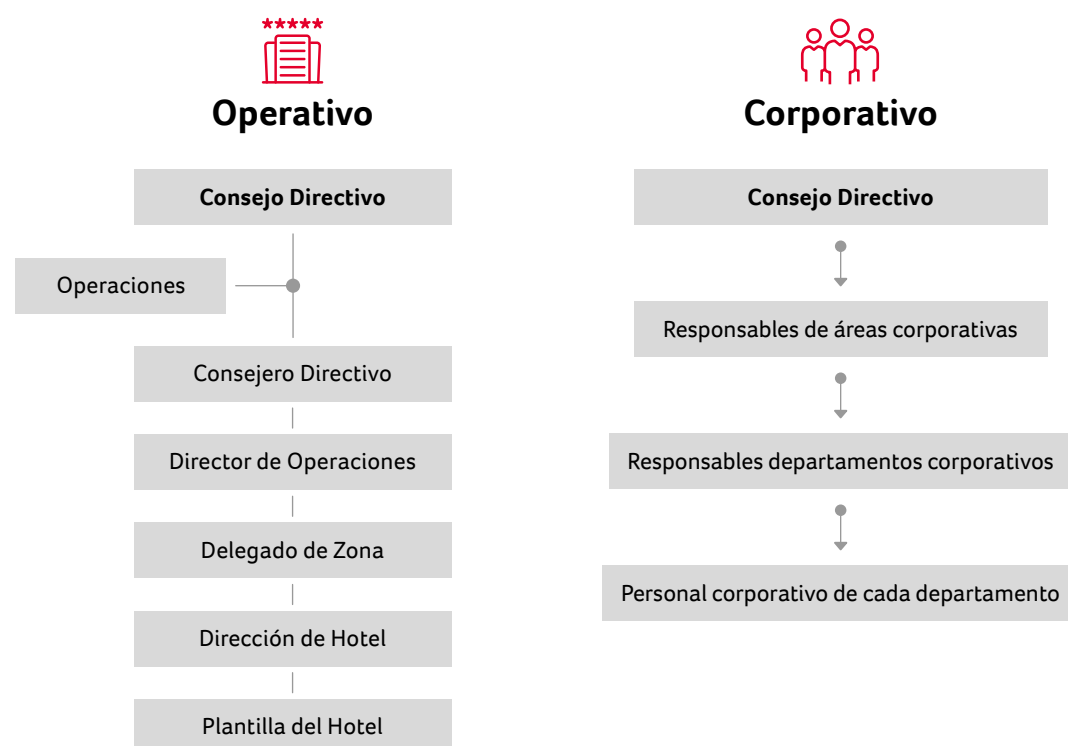 Operativo
Consejo Directivo
Operaciones
Consejero Directivo
Director de Operaciones
Delegado de Zona
Dirección de Hotel
Plantilla del Hotel
Corporativo
Consejo Directivo
Responsables de áreas corporativas
Responsables departamentos corporativos
Personal corporativo de cada departamento